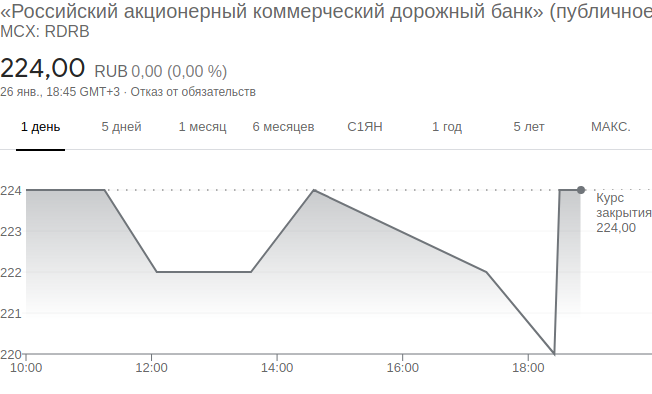 «Российский акционерный коммерческий дорожный банк» (публичное
MCX: RDRB
224,00 RUB 0,00 (0,00 %)
26 янв., 18:45 GMT+3 · Отказ от обязательств
1 день 5 дней 1 месяц 6 месяцев С1ЯН 1 год 5 лет МАКС.
224
223
222
221
220
Курс
закрытия
224,00
10:00 12:00 14:00 16:00 18:00